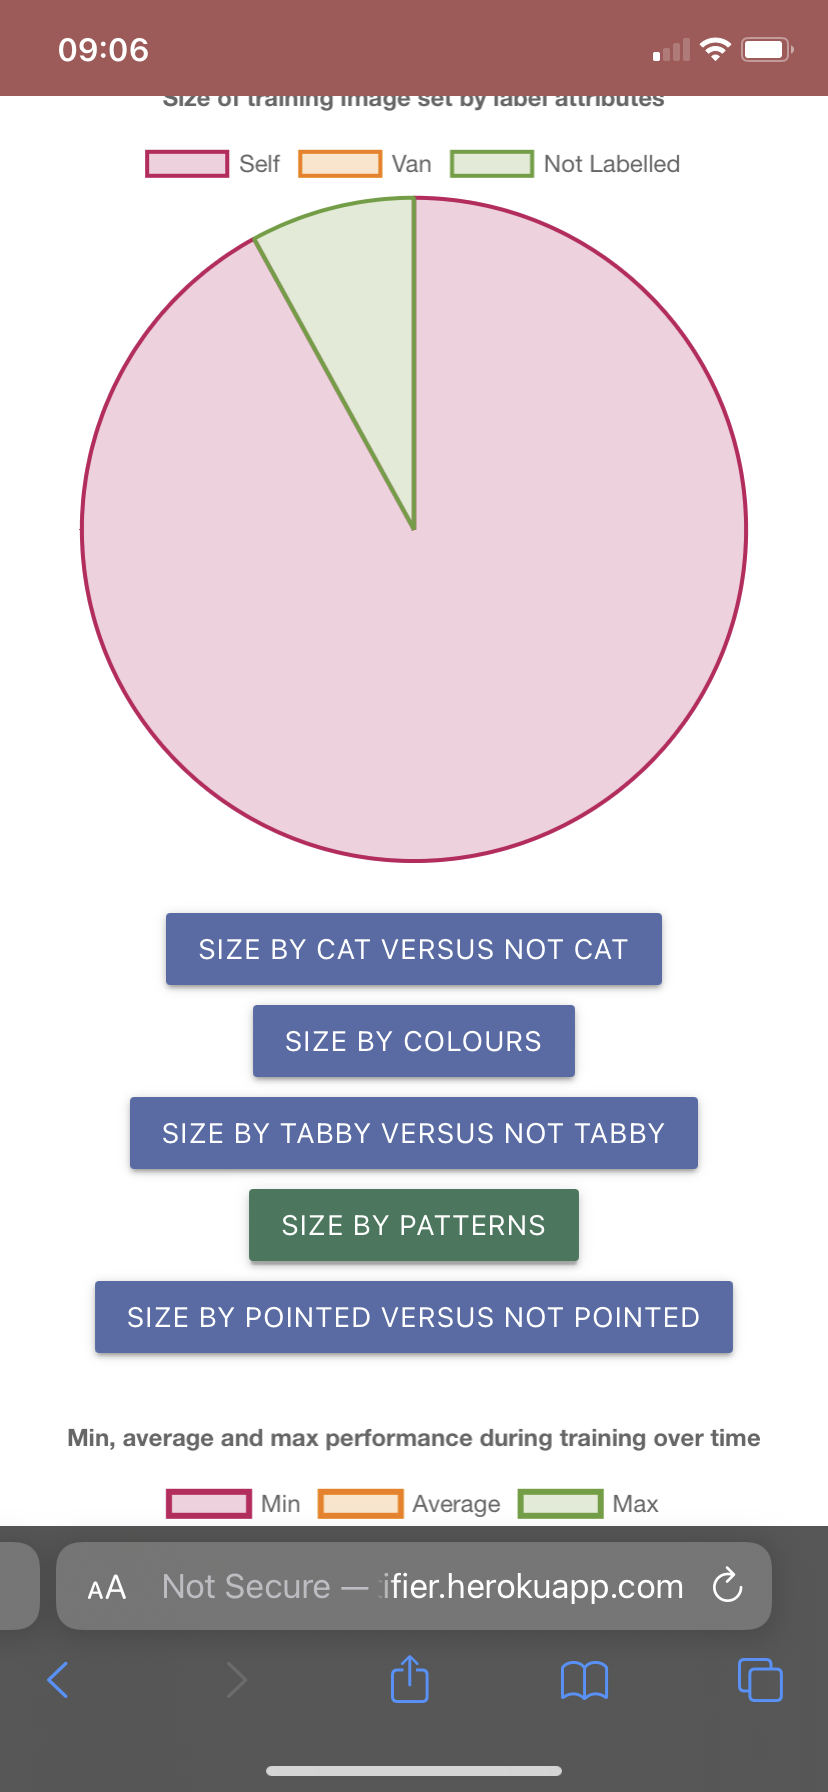 09:06
Size of training image set by label attributes
Self Van Not Labelled
SIZE BY CAT VERSUS NOT CAT
SIZE BY COLOURS
SIZE BY TABBY VERSUS NOT TABBY
SIZE BY PATTERNS
SIZE BY POINTED VERSUS NOT POINTED
Min, average and max performance during training over time
Min Average Max
AA Not Secure — ifier.herokuapp.com